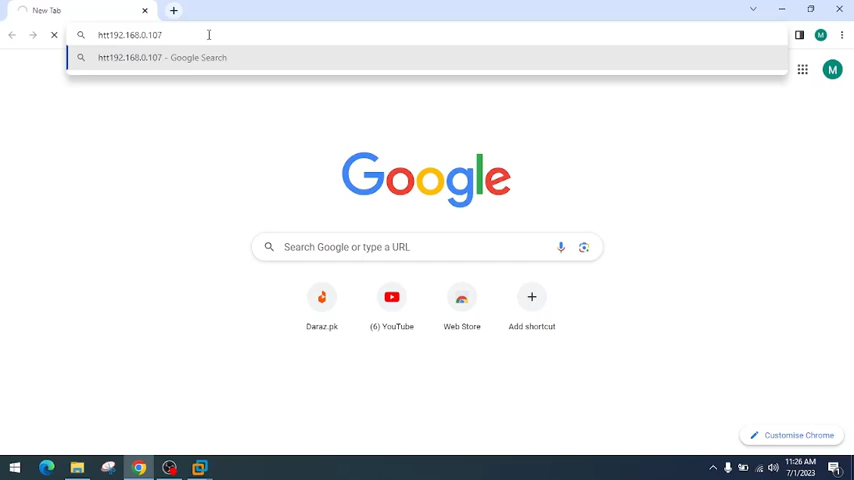 New Tab
htt192.168.0.107
M
htt192.168.0.107 - Google Search
M
Google
Search Google or type a URL
Daraz.pk
(6) YouTube
Web Store
Add shortcut
Customise Chrome
11:26 AM
7/1/2023
1